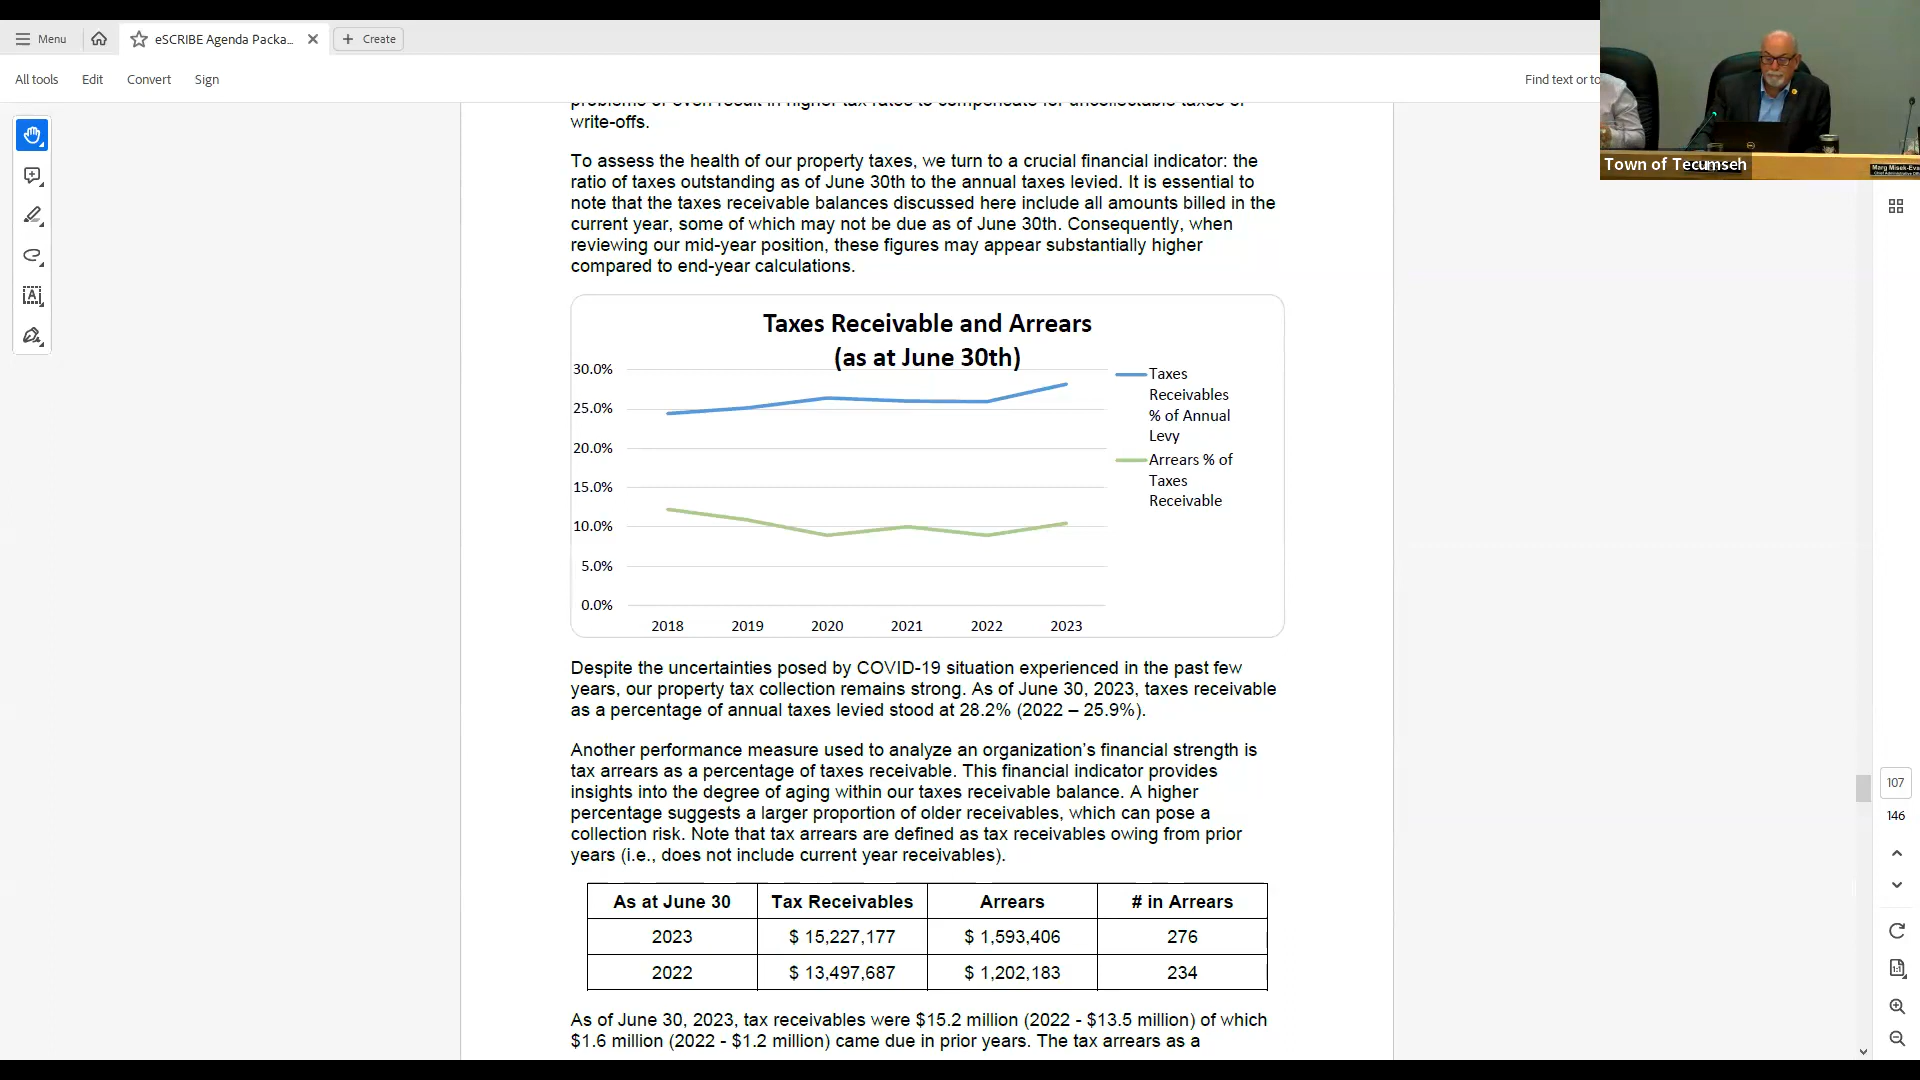 Menu
eSCRIBE Agenda Packa...
Create
All tools
Edit
Convert
Sign
Find text or to
Town of Tecumseh
problems or even result in higher tax rates to compensate for uncollectable taxes or
write-offs.
To assess the health of our property taxes, we turn to a crucial financial indicator: the
ratio of taxes outstanding as of June 30th to the annual taxes levied. It is essential to
note that the taxes receivable balances discussed here include all amounts billed in the
current year, some of which may not be due as of June 30th. Consequently, when
reviewing our mid-year position, these figures may appear substantially higher
compared to end-year calculations.
Taxes Receivable and Arrears
(as at June 30th)
30.0%
25.0%
20.0%
15.0%
10.0%
5.0%
0.0%
2018 2019 2020 2021 2022 2023
Taxes
Receivables
% of Annual
Levy
Arrears % of
Taxes
Receivable
Despite the uncertainties posed by COVID-19 situation experienced in the past few
years, our property tax collection remains strong. As of June 30, 2023, taxes receivable
as a percentage of annual taxes levied stood at 28.2% (2022 – 25.9%).
Another performance measure used to analyze an organization's financial strength is
tax arrears as a percentage of taxes receivable. This financial indicator provides
insights into the degree of aging within our taxes receivable balance. A higher
percentage suggests a larger proportion of older receivables, which can pose a
collection risk. Note that tax arrears are defined as tax receivables owing from prior
years (i.e., does not include current year receivables).
As at June 30 Tax Receivables Arrears # in Arrears
2023 $ 15,227,177 $ 1,593,406 276
2022 $ 13,497,687 $ 1,202,183 234
As of June 30, 2023, tax receivables were $15.2 million (2022 - $13.5 million) of which
$1.6 million (2022 - $1.2 million) came due in prior years. The tax arrears as a
107
146